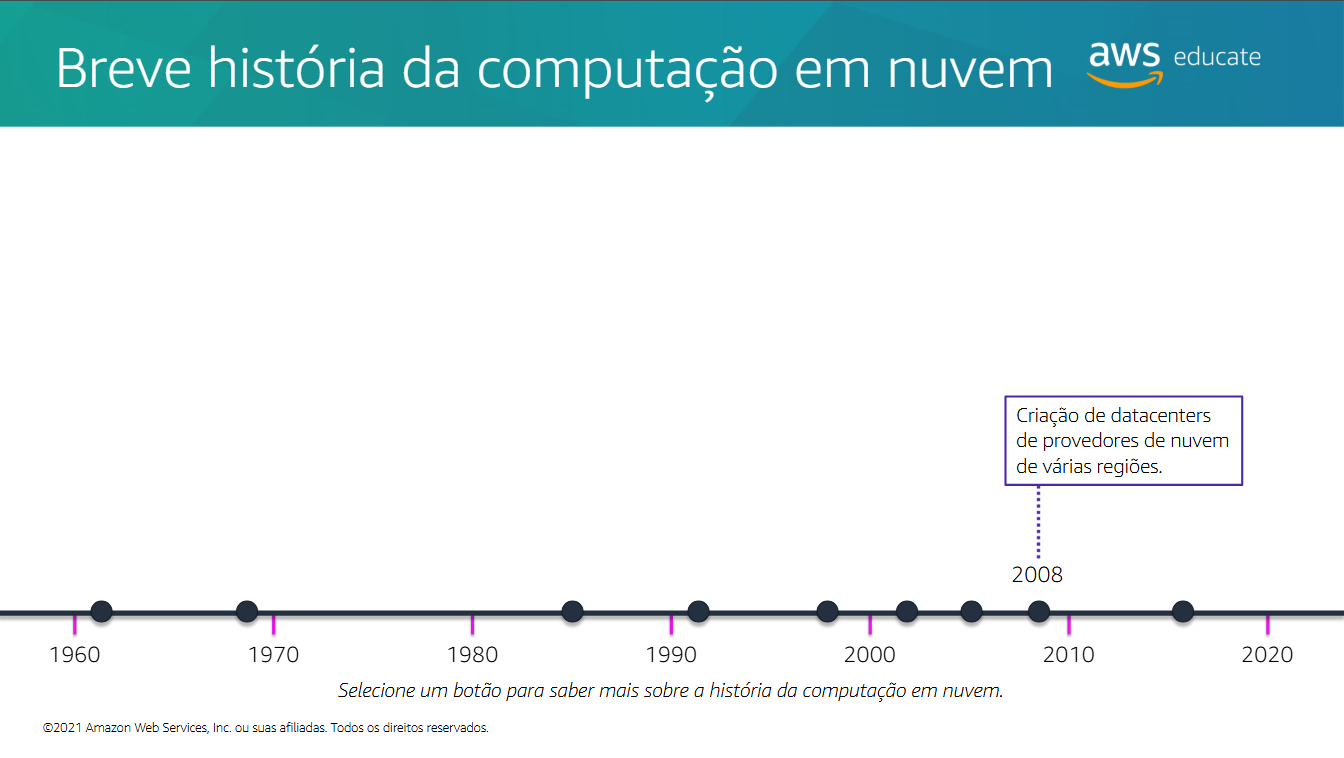 Breve história da computação em nuvem
aws educate
Criação de datacenters
de provedores de nuvem
de várias regiões.
2008
1960 1970 1980 1990 2000 2010 2020
Selecione um botão para saber mais sobre a história da computação em nuvem.
©2021 Amazon Web Services, Inc. ou suas afiliadas. Todos os direitos reservados.